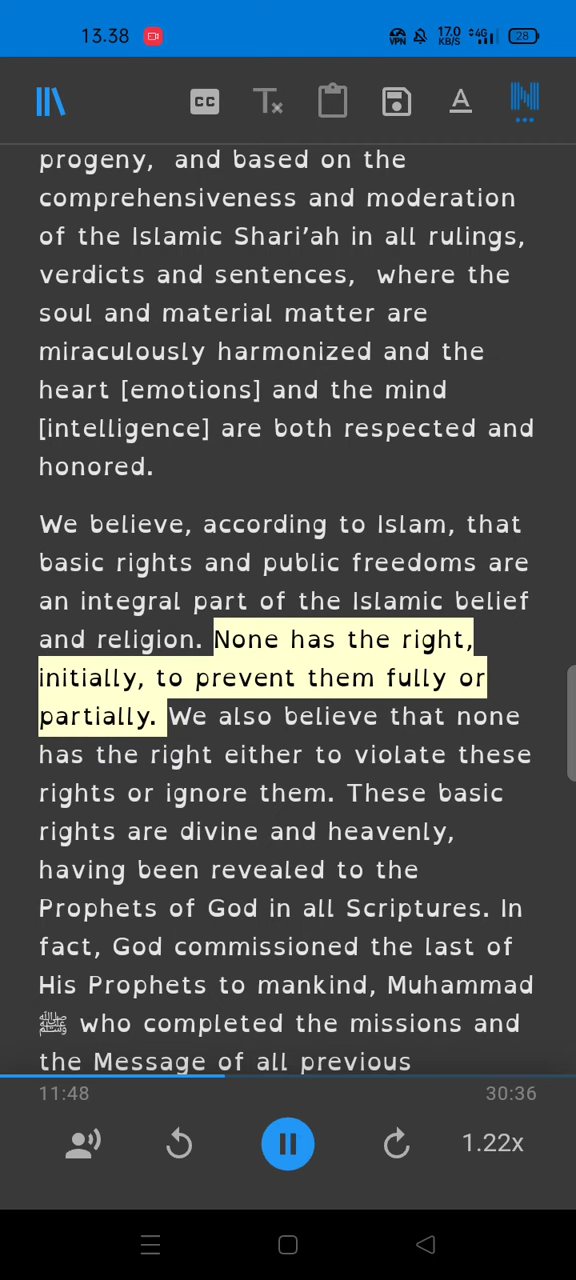 13.38
VPN
17.0
KB/S
4G
28
CC
progeny,  and based on the
comprehensiveness and moderation
of the Islamic Shari’ah in all rulings,
verdicts and sentences,  where the
soul and material matter are
miraculously harmonized and the
heart [emotions] and the mind
[intelligence] are both respected and
honored.
We believe, according to Islam, that
basic rights and public freedoms are
an integral part of the Islamic belief
and religion. None has the right,
initially, to prevent them fully or
partially. We also believe that none
has the right either to violate these
rights or ignore them. These basic
rights are divine and heavenly,
having been revealed to the
Prophets of God in all Scriptures. In
fact, God commissioned the last of
His Prophets to mankind, Muhammad
ﷺ who completed the missions and
the Message of all previous
11:48
30:36
1.22x